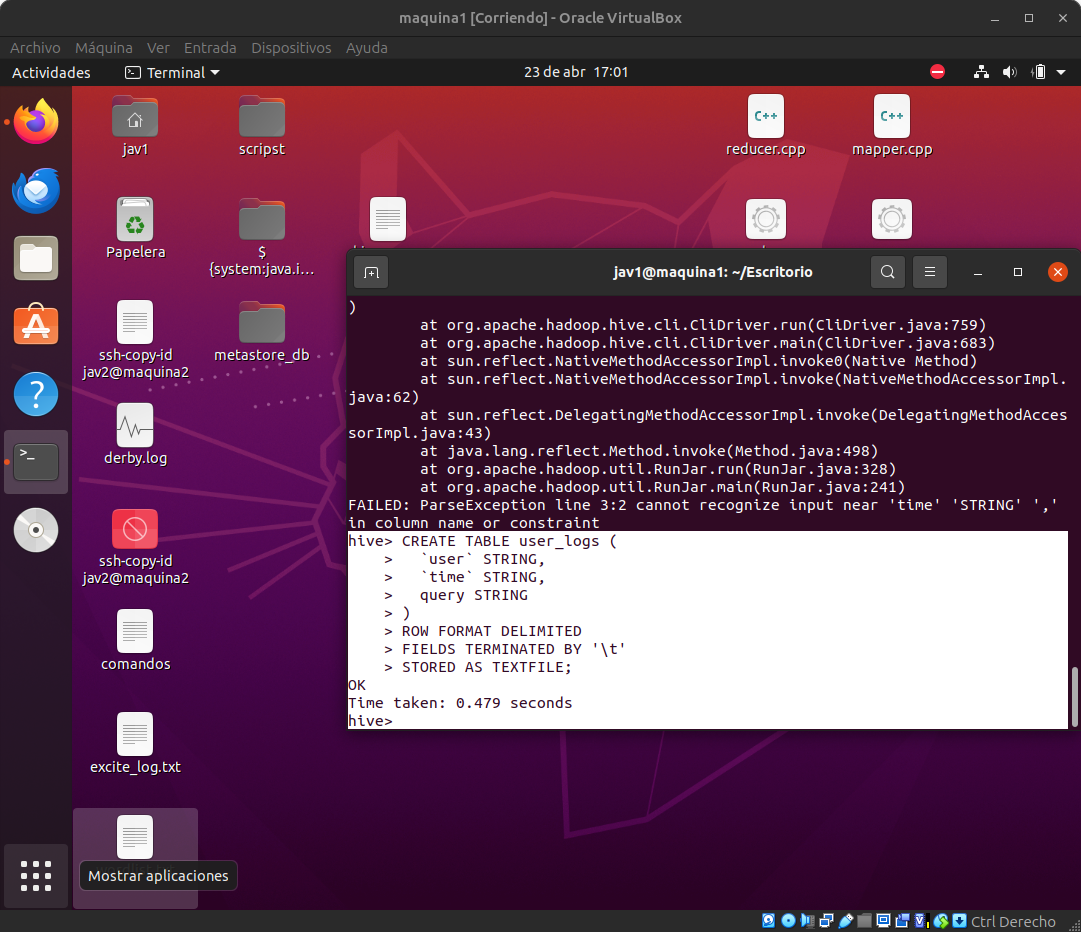 maquina1 [Corriendo] - Oracle VirtualBox
Archivo Máquina Ver Entrada Dispositivos Ayuda
Actividades Terminal 23 de abr 17:01
jav1
scripst
C++
reducer.cpp
C++
mapper.cpp
Papelera
$
{system:java.i...
ssh-copy-id
jav2@maquina2
metastore_db
derby.log
ssh-copy-id
jav2@maquina2
comandos
excite_log.txt
Mostrar aplicaciones
jav1@maquina1: ~/Escritorio
)
at org.apache.hadoop.hive.cli.CliDriver.run(CliDriver.java:759)
at org.apache.hadoop.hive.cli.CliDriver.main(CliDriver.java:683)
at sun.reflect.NativeMethodAccessorImpl.invoke0(Native Method)
at sun.reflect.NativeMethodAccessorImpl.invoke(NativeMethodAccessorImpl.
java:62)
at sun.reflect.DelegatingMethodAccessorImpl.invoke(DelegatingMethodAcces
sorImpl.java:43)
at java.lang.reflect.Method.invoke(Method.java:498)
at org.apache.hadoop.util.RunJar.run(RunJar.java:328)
at org.apache.hadoop.util.RunJar.main(RunJar.java:241)
FAILED: ParseException line 3:2 cannot recognize input near 'time' 'STRING' ','
in column name or constraint
hive> CREATE TABLE user_logs (
> `user` STRING,
> `time` STRING,
> query STRING
> )
> ROW FORMAT DELIMITED
> FIELDS TERMINATED BY '\t'
> STORED AS TEXTFILE;
OK
Time taken: 0.479 seconds
hive>
Ctrl Derecho